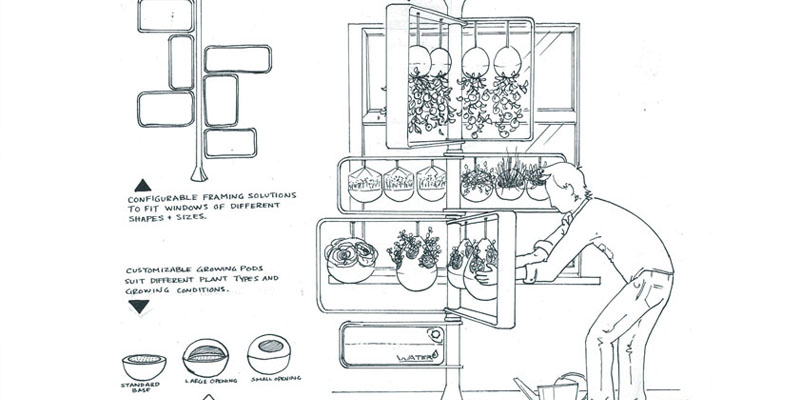 CONFIGURABLE FRAMING SOLUTIONS
TO FIT WINDOWS OF DIFFERENT
SHAPES + SIZES.
CUSTOMIZABLE GROWING PODS
SUIT DIFFERENT PLANT TYPES AND
GROWING CONDITIONS.
STANDARD
BASE
LARGE OPENING
SMALL OPENING
WATER